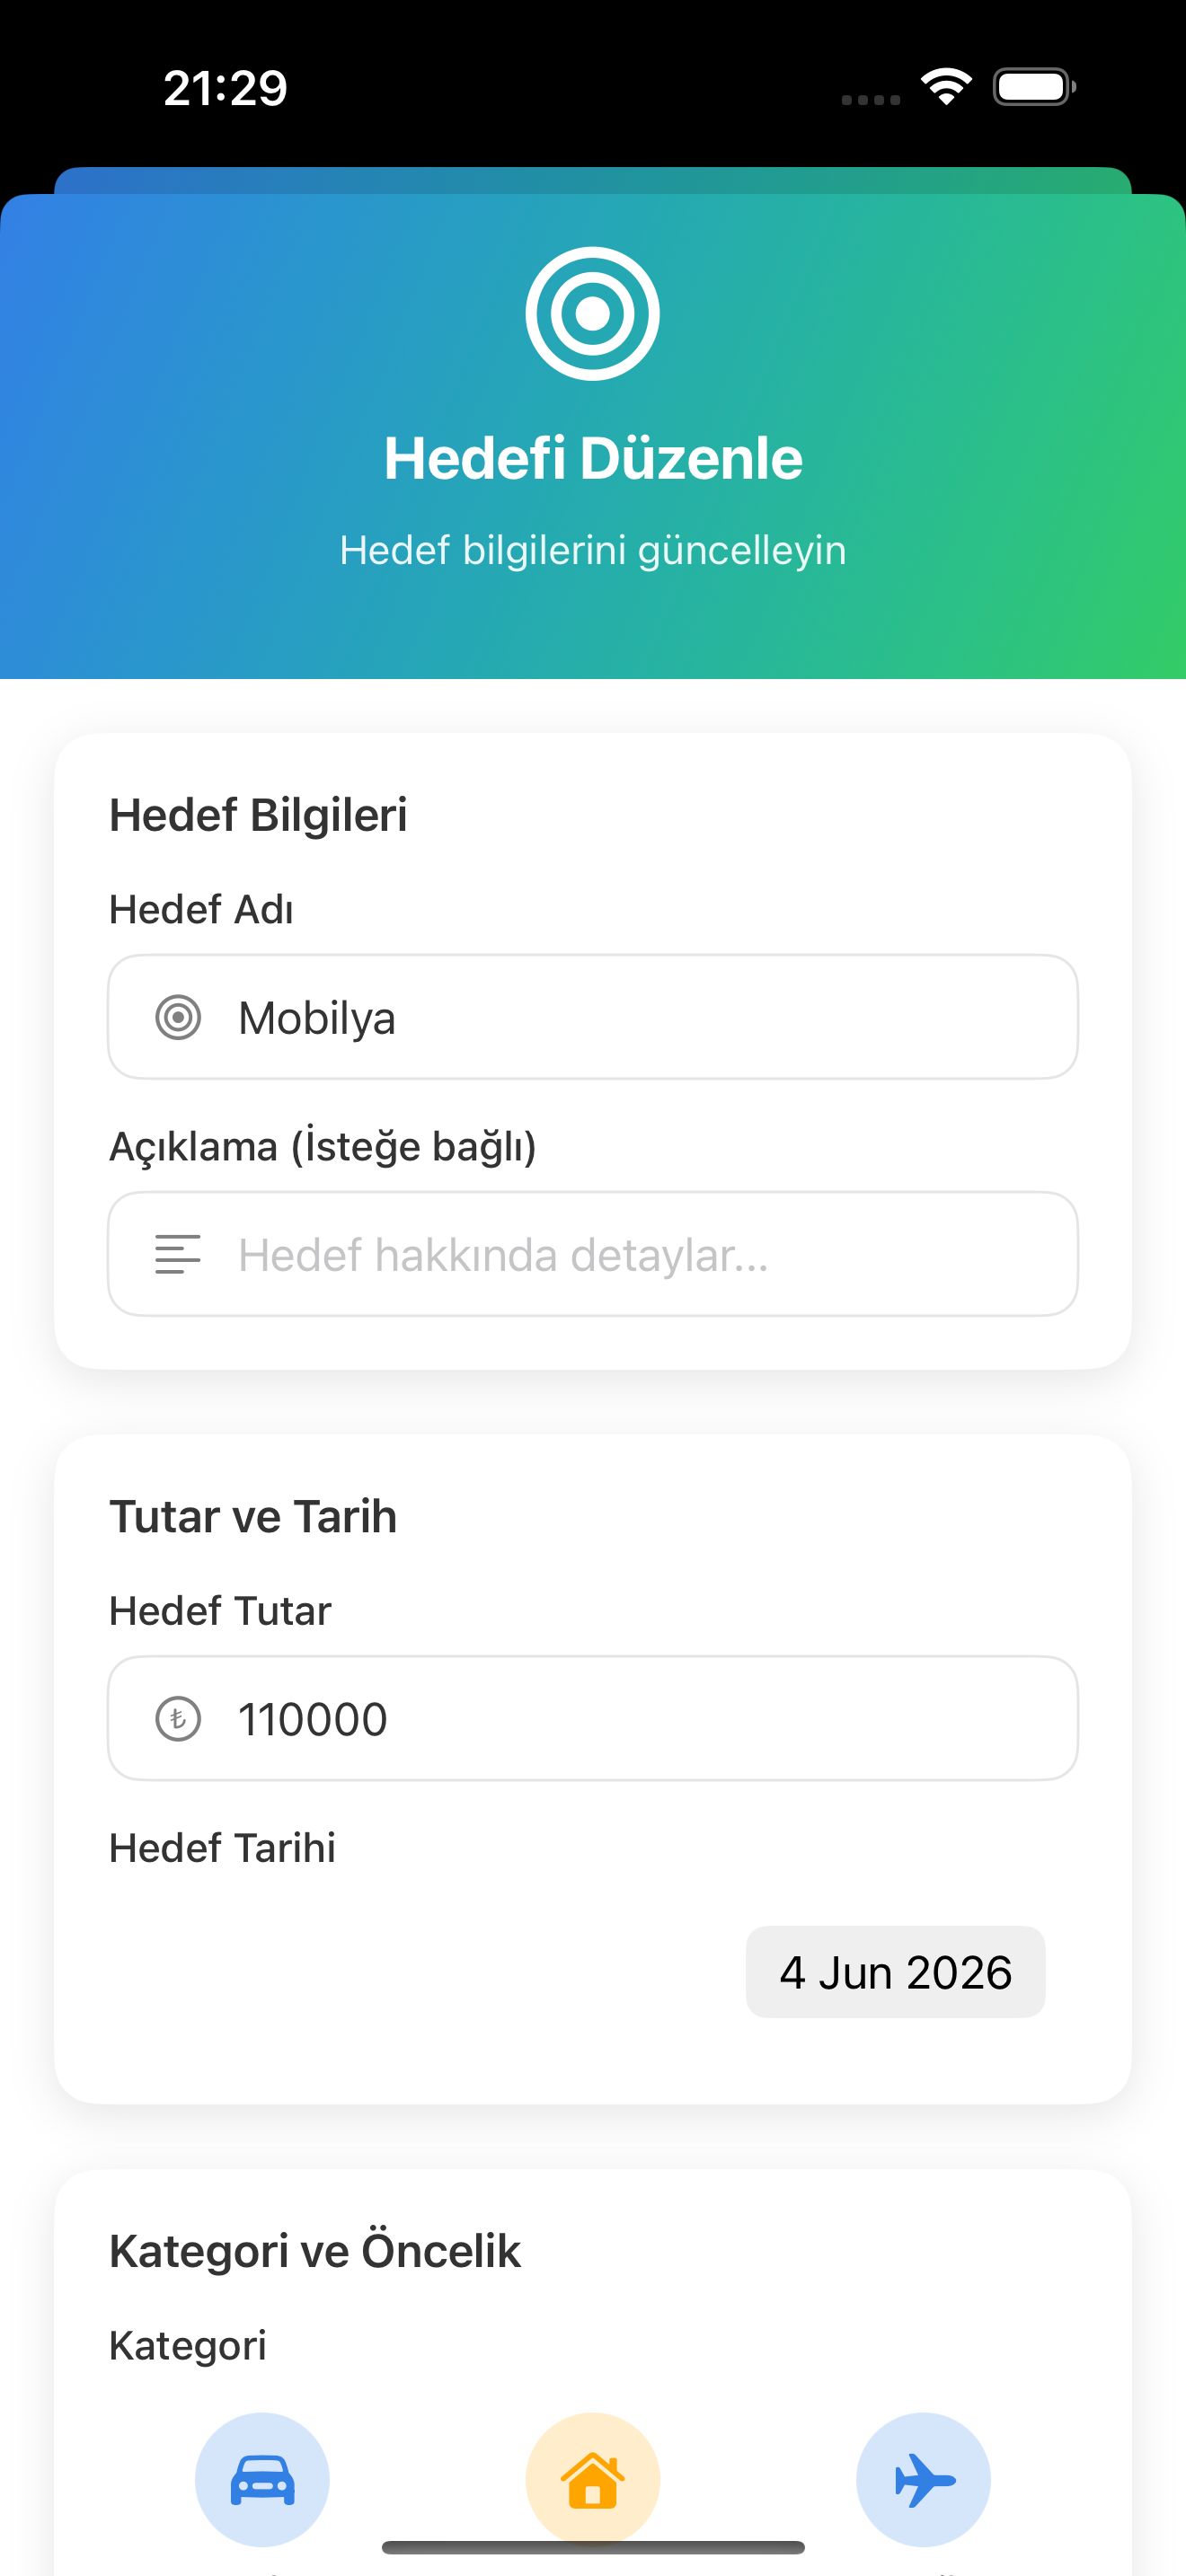 21:29
Hedefi Düzenle
Hedef bilgilerini güncelleyin
Hedef Bilgileri
Hedef Adı
Mobilya
Açıklama (İsteğe bağlı)
Hedef hakkında detaylar...
Tutar ve Tarih
Hedef Tutar
₺
110000
Hedef Tarihi
4 Jun 2026
Kategori ve Öncelik
Kategori